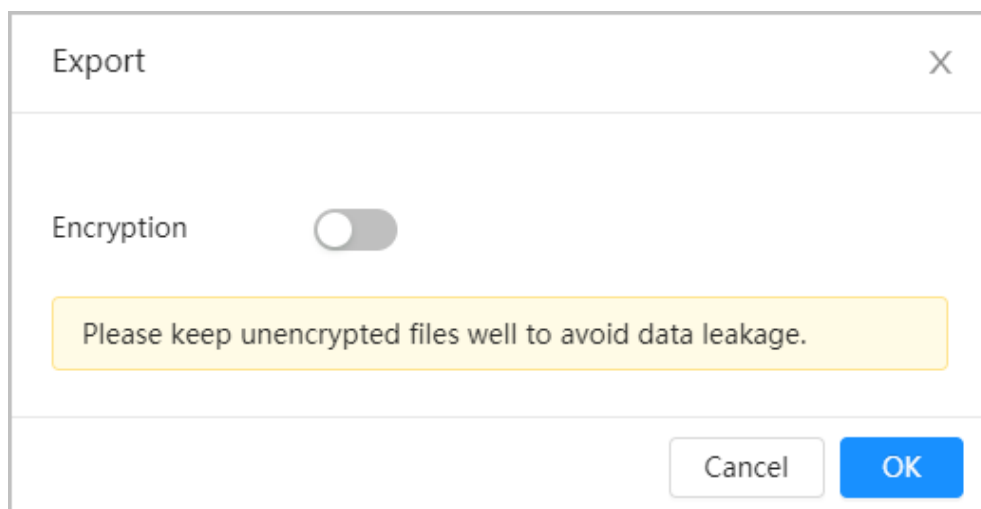 Export
X
Encryption
Please keep unencrypted files well to avoid data leakage.
Cancel OK